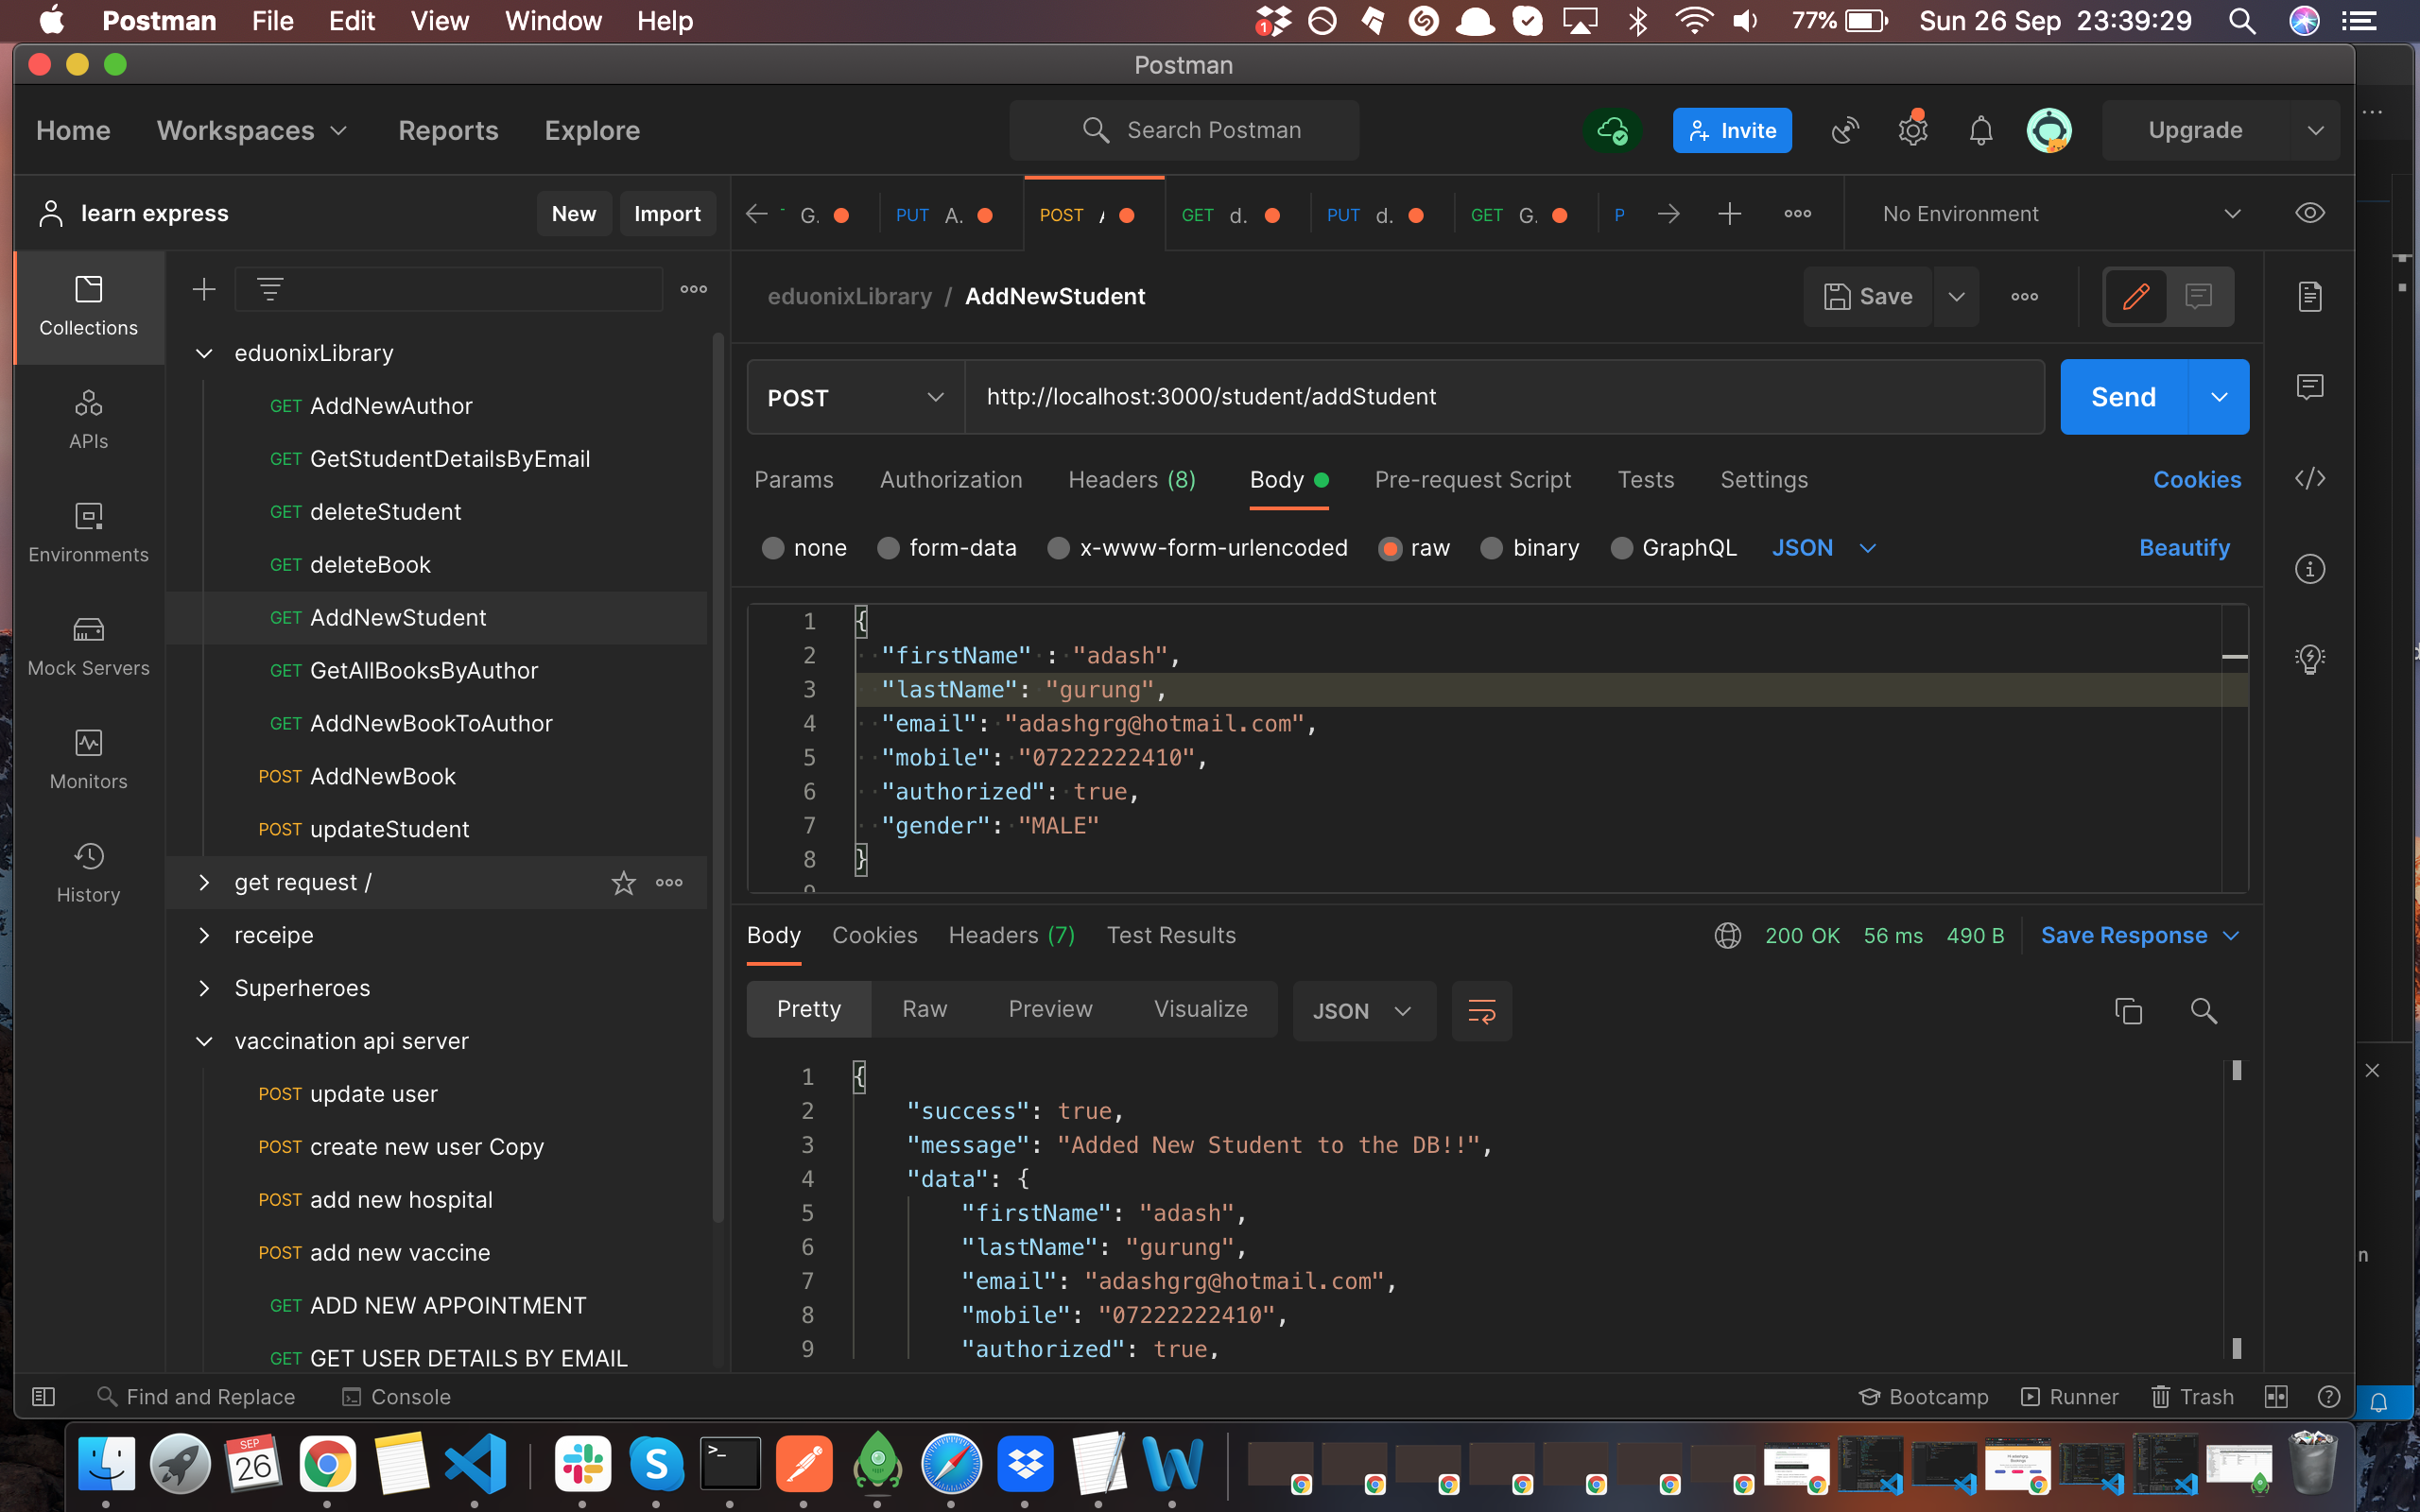 Postman File Edit View Window Help
1 77% Sun 26 Sep 23:39:29
Postman
Home Workspaces Reports Explore
Search Postman
Invite
Upgrade
learn express
New Import
G. PUT A. POST GET d. PUT d. GET G. P
No Environment
Collections
APIs
Environments
Mock Servers
Monitors
History
eduonixLibrary
GET AddNewAuthor
GET GetStudentDetailsByEmail
GET deleteStudent
GET deleteBook
GET AddNewStudent
GET GetAllBooksByAuthor
GET AddNewBookToAuthor
POST AddNewBook
POST updateStudent
get request /
receipe
Superheroes
vaccination api server
POST update user
POST create new user Copy
POST add new hospital
POST add new vaccine
GET ADD NEW APPOINTMENT
GET GET USER DETAILS BY EMAIL
eduonixLibrary / AddNewStudent
Save
POST http://localhost:3000/student/addStudent
Send
Params Authorization Headers (8) Body Pre-request Script Tests Settings Cookies
none form-data x-www-form-urlencoded raw binary GraphQL JSON Beautify
1 {
2 "firstName" : "adash",
3 "lastName": "gurung",
4 "email": "adashgrg@hotmail.com",
5 "mobile": "07222222410",
6 "authorized": true,
7 "gender": "MALE"
8 }
9
Body Cookies Headers (7) Test Results 200 OK 56 ms 490 B Save Response
Pretty Raw Preview Visualize JSON
1 {
2 "success": true,
3 "message": "Added New Student to the DB!!",
4 "data": {
5 "firstName": "adash",
6 "lastName": "gurung",
7 "email": "adashgrg@hotmail.com",
8 "mobile": "07222222410",
9 "authorized": true,
n
Find and Replace Console
Bootcamp Runner Trash
SEP
26